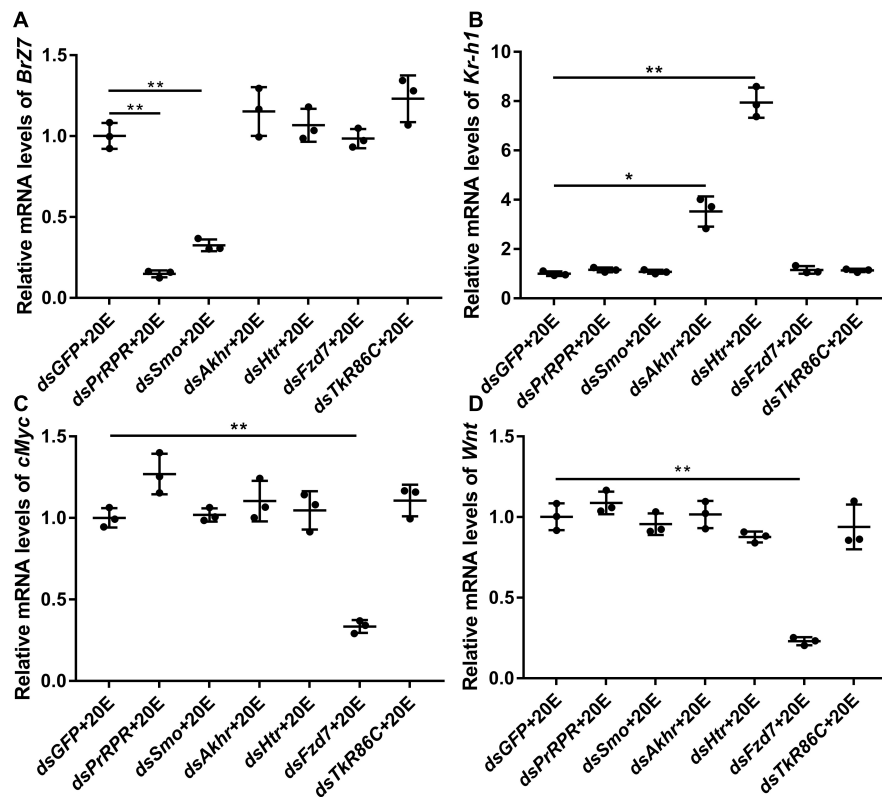 A
Relative mRNA levels of BrZ7
1.5
1.0
0.5
0.0
**
**
dsGFP+20E
dsPrRPR+20E
dsSmo+20E
dsAkhr+20E
dsHtr+20E
dsFzd7+20E
dsTkR86C+20E
B
Relative mRNA levels of Kr-h1
10
8
6
4
2
0
**
*
dsGFP+20E
dsPrRPR+20E
dsSmo+20E
dsAkhr+20E
dsHtr+20E
dsFzd7+20E
dsTkR86C+20E
C
Relative mRNA levels of cMyc
1.5
1.0
0.5
0.0
**
dsGFP+20E
dsPrRPR+20E
dsSmo+20E
dsAkhr+20E
dsHtr+20E
dsFzd7+20E
dsTkR86C+20E
D
Relative mRNA levels of Wnt
1.5
1.0
0.5
0.0
**
dsGFP+20E
dsPrRPR+20E
dsSmo+20E
dsAkhr+20E
dsHtr+20E
dsFzd7+20E
dsTkR86C+20E